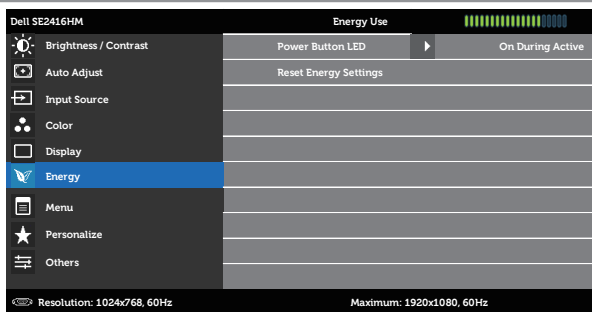 Dell SE2416HM
Energy Use
Brightness / Contrast
Power Button LED
On During Active
Auto Adjust
Reset Energy Settings
Input Source
Color
Display
Energy
Menu
Personalize
Others
Resolution: 1024x768, 60Hz
Maximum: 1920x1080, 60Hz